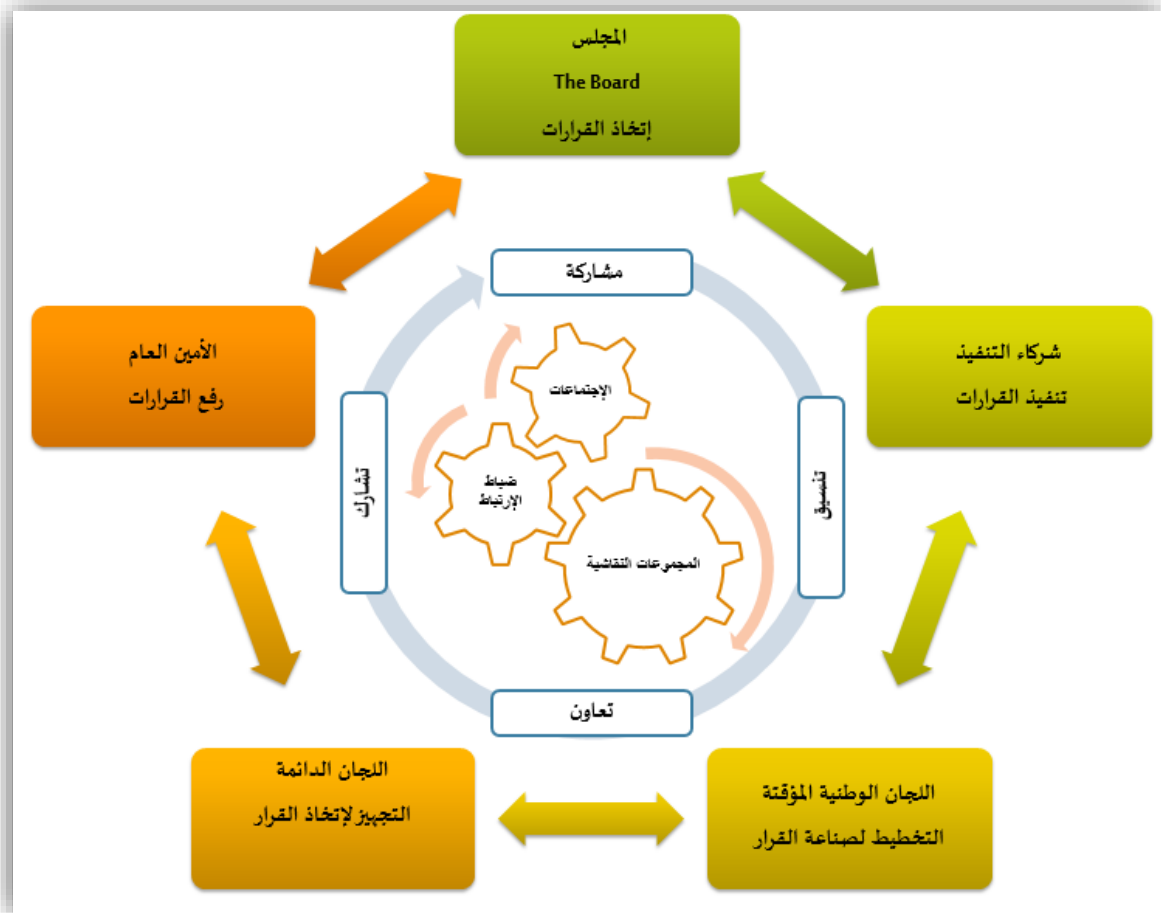 المجلس
The Board
إتخاذ القرارات
شركاء التنفيذ
تنفيذ القرارات
اللجان الوطنية المؤقتة
التخطيط لصناعة القرار
اللجان الدائمة
التجهيز لإتخاذ القرار
الأمين العام
رفع القرارات
مشاركة
تنسيق
تعاون
تشارك
الإجتماعات
ضباط
الإرتباط
المجموعات النقاشية